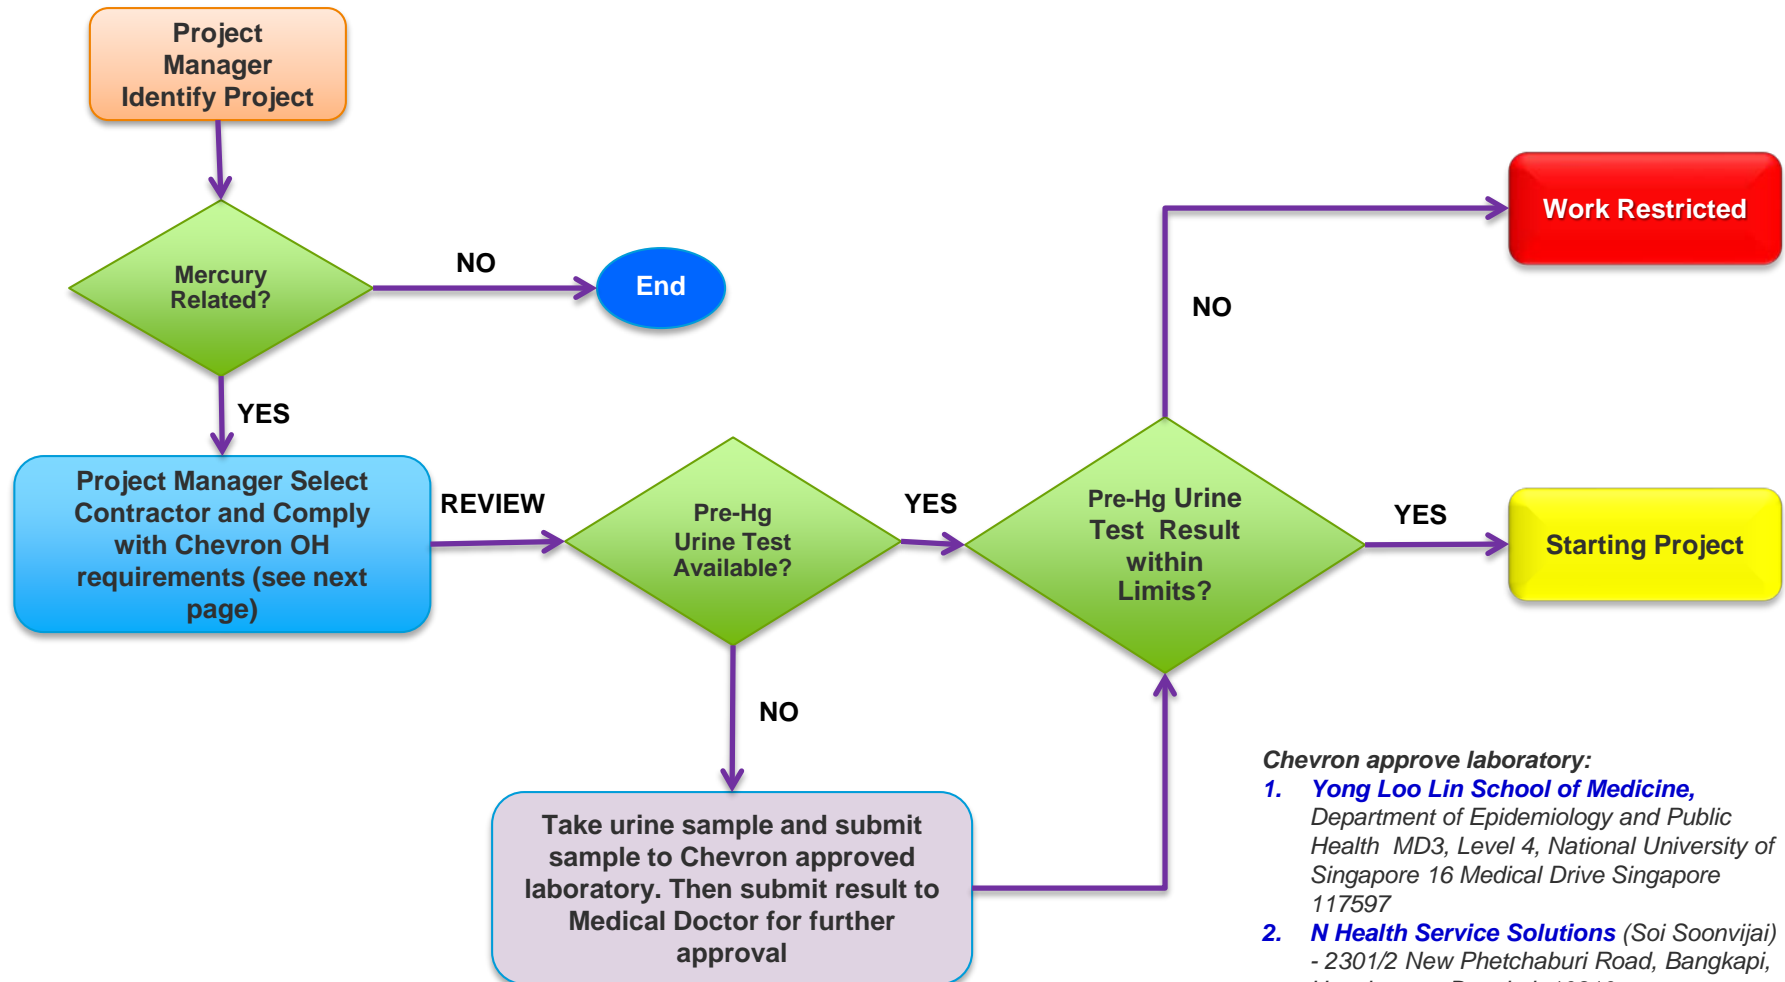 Project
Manager
Identify Project
Mercury
Related?
NO
End
YES
Project Manager Select
Contractor and Comply
with Chevron OH
requirements (see next
page)
REVIEW
Pre-Hg
Urine Test
Available?
YES
Pre-Hg Urine
Test Result
within
Limits?
NO
Work Restricted
YES
Starting Project
NO
Take urine sample and submit
sample to Chevron approved
laboratory. Then submit result to
Medical Doctor for further
approval
Chevron approve laboratory:
1. Yong Loo Lin School of Medicine,
Department of Epidemiology and Public
Health MD3, Level 4, National University of
Singapore 16 Medical Drive Singapore
117597
2. N Health Service Solutions (Soi Soonvijai)
- 2301/2 New Phetchaburi Road, Bangkapi,